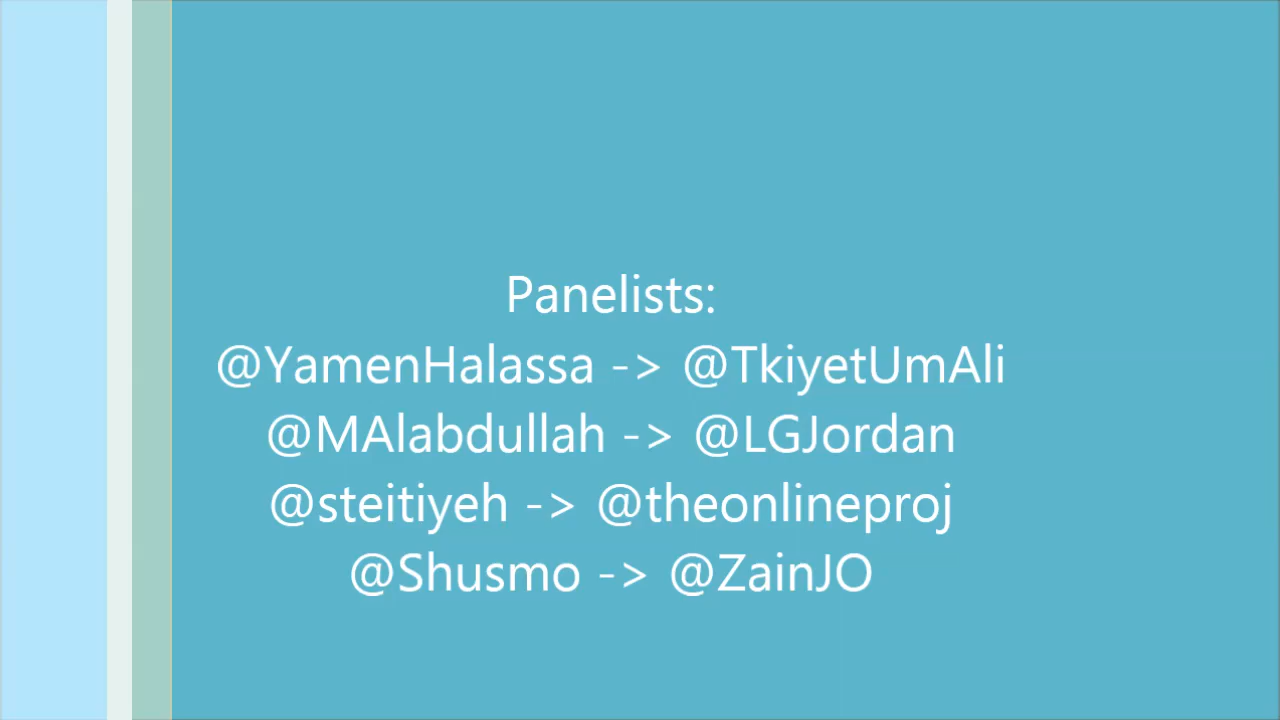 Panelists:
@YamenHalassa -> @TkiyetUmAli
@MAlabdullah -> @LGJordan
@steitiyeh -> @theonlineproj
@Shusmo -> @ZainJO